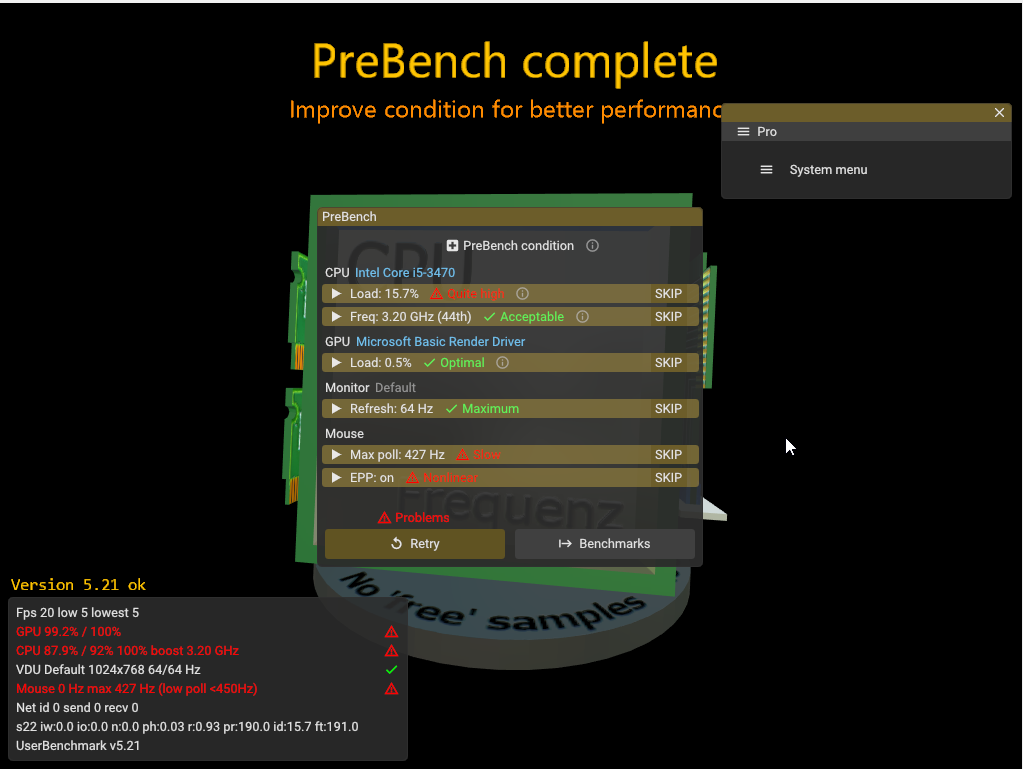 PreBench complete
Improve condition for better performanc
Pro
System menu
PreBench
PreBench condition
CPU
CPU Intel Core i5-3470
Load: 15.7% SKIP
Freq: 3.20 GHz (44th) Acceptable SKIP
GPU Microsoft Basic Render Driver
Load: 0.5% Optimal SKIP
Monitor Default
Refresh: 64 Hz Maximum SKIP
Mouse
Max poll: 427 Hz Slow SKIP
EPP: on Nonlinear SKIP
Frequenz
Problems
Retry
Benchmarks
No 'free' samples
Version 5.21 ok
Fps 20 low 5 lowest 5
GPU 99.2% / 100%
CPU 87.9% / 92% 100% boost 3.20 GHz
VDU Default 1024x768 64/64 Hz
Mouse 0 Hz max 427 Hz (low poll <450Hz)
Net id 0 send 0 recv 0
s22 iw:0.0 io:0.0 n:0.0 ph:0.03 r:0.93 pr:190.0 id:15.7 ft:191.0
UserBenchmark v5.21